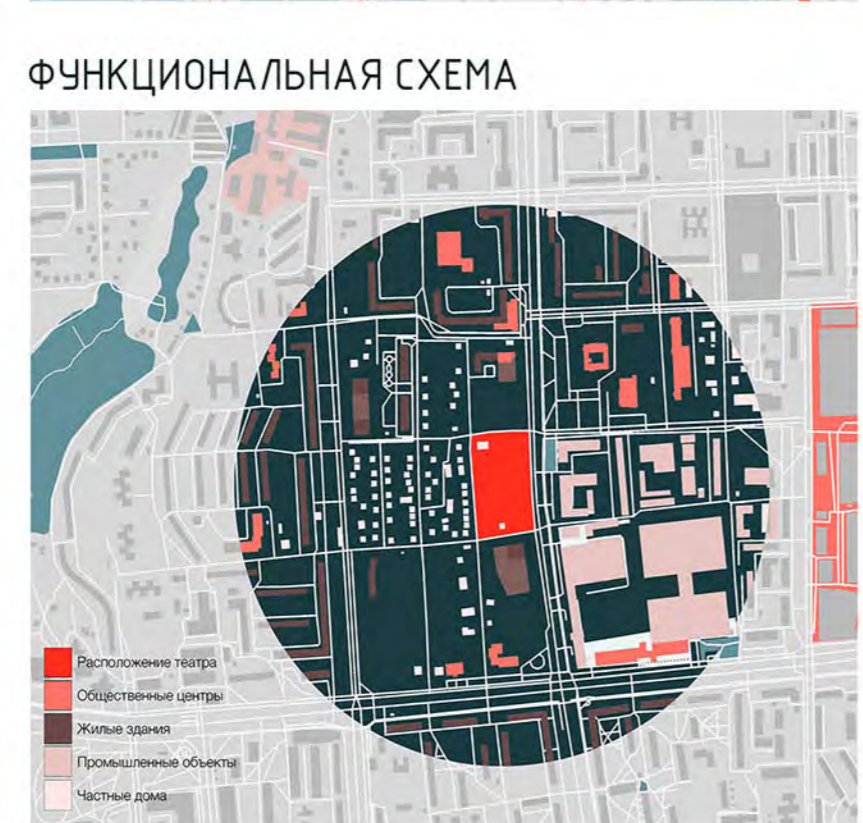 ФУНКЦИОНАЛЬНАЯ СХЕМА
Расположение театра
Общественные центры
Жилые здания
Промышленные объекты
Частные дома